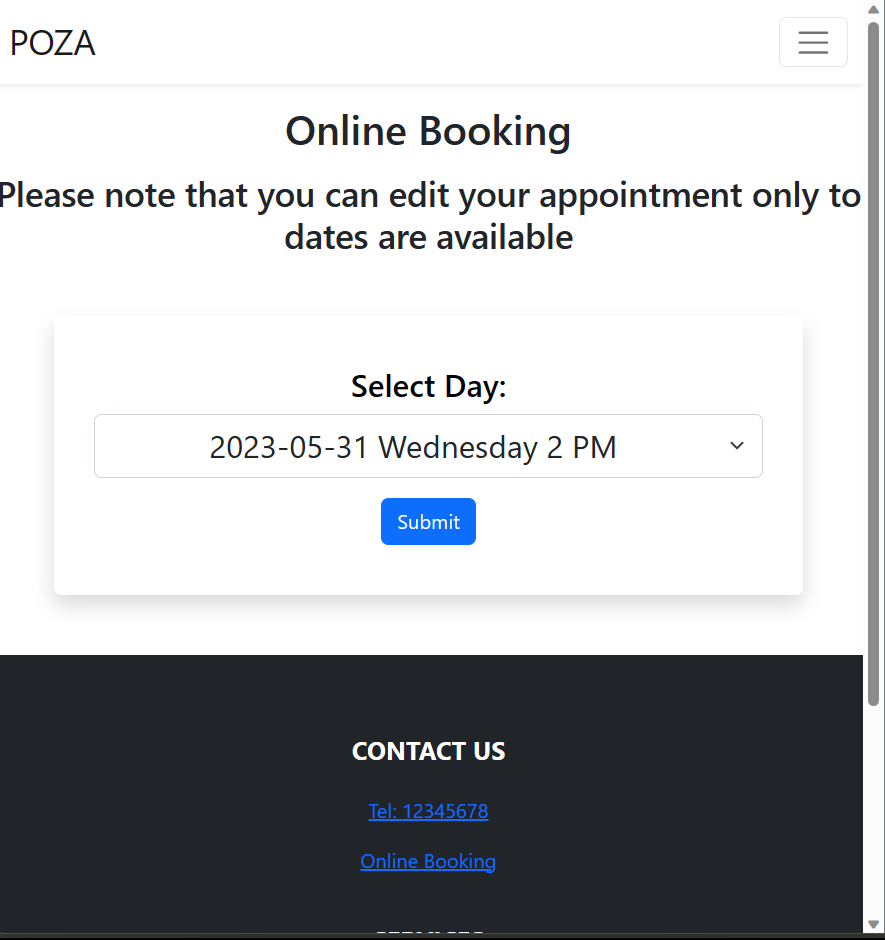 POZA
Online Booking
Please note that you can edit your appointment only to
dates are available
Select Day:
2023-05-31 Wednesday 2 PM
Submit
CONTACT US
Tel: 12345678
Online Booking